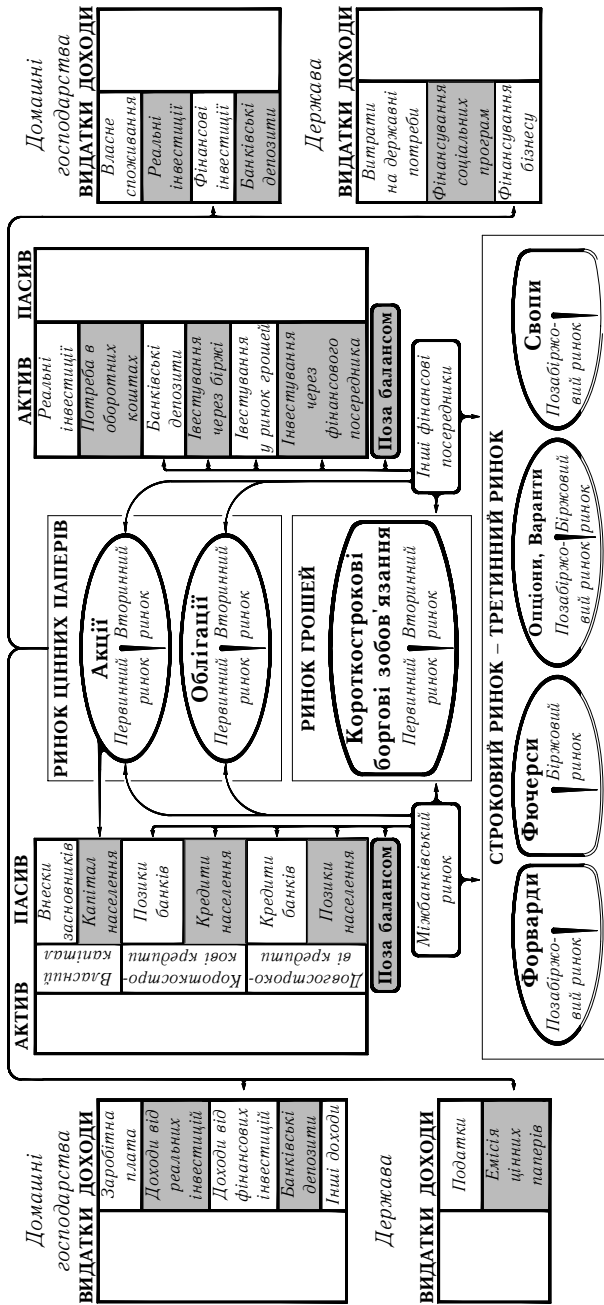 Домашні
господарства
ВИДАТКИ ДОХОДИ
Заробітна
плата
Доходи від
реальних
інвестицій
Доходи від
фінансових
інвестицій
Банківські
депозити
Інші доходи
Держава
ВИДАТКИ ДОХОДИ
Податки
Емісія
цінних
паперів
АКТИВ
ПАСИВ
Власний
капітал
Внески
засновників
Капітал
населення
Короткостро-
кові кредити
Позики
банків
Кредити
населення
Довгостроко-
ві кредити
Кредити
банків
Позики
населення
Поза балансом
Міжбанківський
ринок
РИНОК ЦІННИХ ПАПЕРІВ
Акції
Первинний
ринок
Вторинний
ринок
Облігації
Первинний
ринок
Вторинний
ринок
РИНОК ГРОШЕЙ
Короткострокові
боргові зобов'язання
Первинний
ринок
Вторинний
ринок
АКТИВ
ПАСИВ
Реальні
інвестиції
Потреба в
оборотних
коштах
Банківські
депозити
Івестування
через біржі
Івестування
у ринок грошей
Інвестування
через
фінансового
посередника
Поза балансом
Інші фінансові
посередники
СТРОКОВИЙ РИНОК – ТРЕТИННИЙ РИНОК
Форварди
Позабіржо-
вий ринок
Фючерси
Біржовий
ринок
Опціони, Варанти
Позабіржо-
вий ринок
Біржовий
ринок
Свопи
Позабіржо-
вий ринок
Домашні
господарства
ВИДАТКИ ДОХОДИ
Власне
споживання
Реальні
інвестиції
Фінансові
інвестиції
Банківські
депозити
Держава
ВИДАТКИ ДОХОДИ
Витрати
на державні
потреби
Фінансування
соціальних
програм
Фінансування
бізнесу